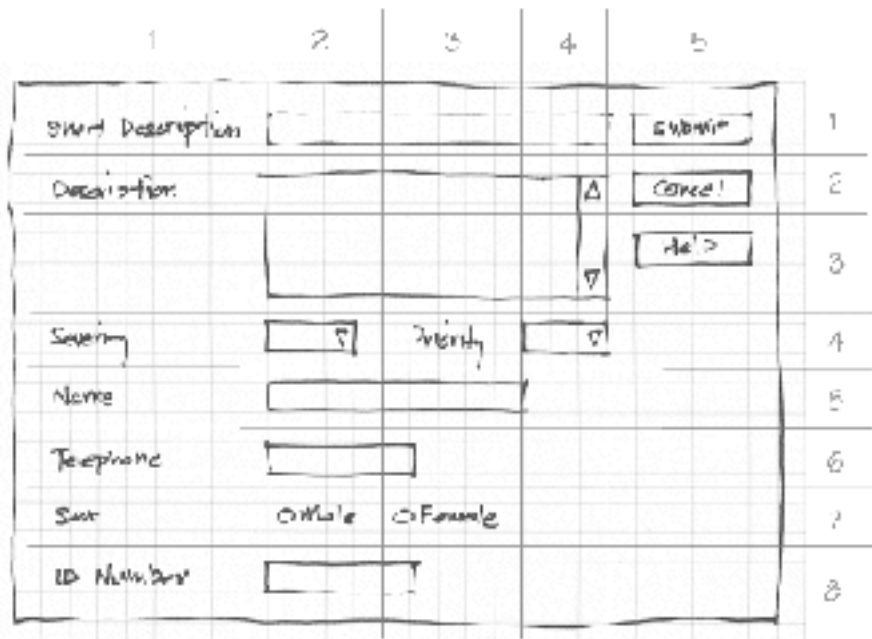 1 2 3 4 5
Short Description Submit 1
Description Cancel 2
Help 3
Severity Priority 4
Name 5
Telephone 6
Sex Male Female 7
ID Number 8